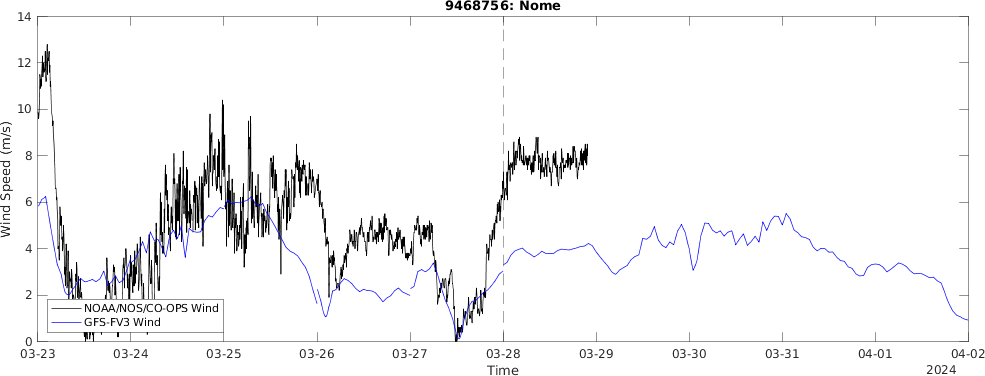 9468756: Nome
14
12
10
8
6
4
2
0
Wind Speed (m/s)
NOAA/NOS/CO-OPS Wind
GFS-FV3 Wind
03-23 03-24 03-25 03-26 03-27 03-28 03-29 03-30 03-31 04-01 04-02
Time
2024